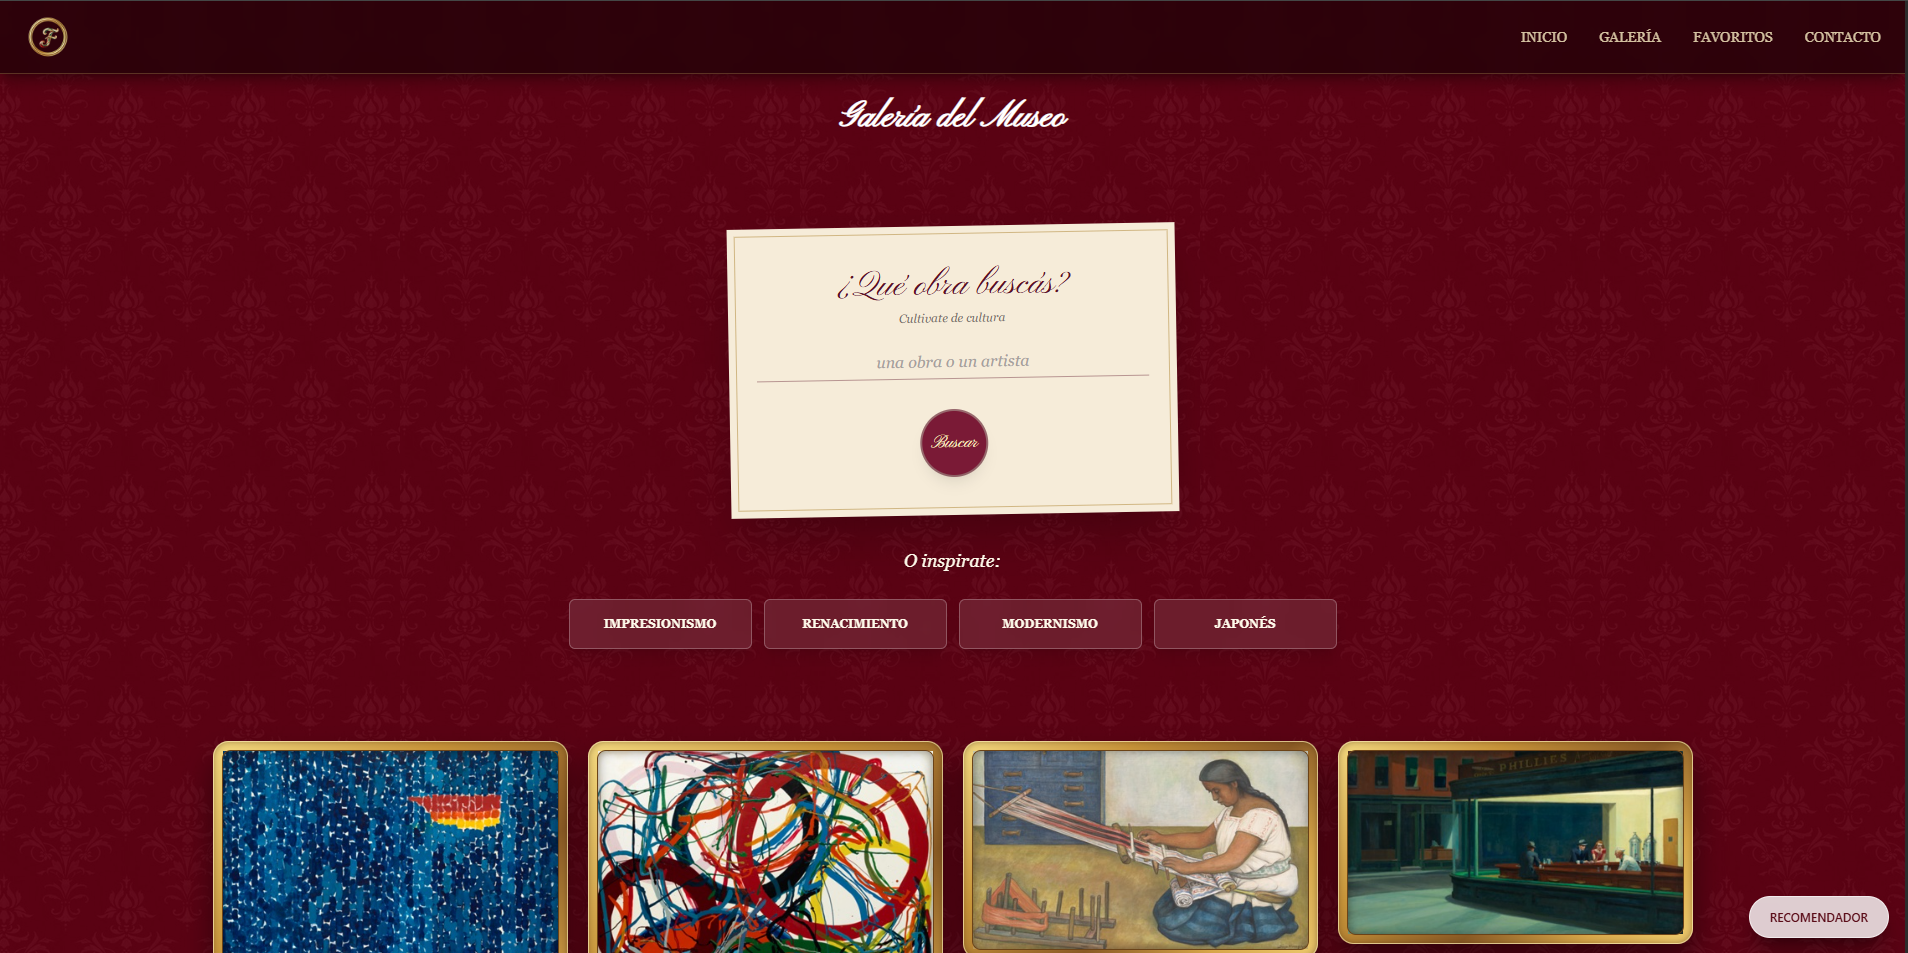 F
INICIO GALERÍA FAVORITOS CONTACTO
Galería del Museo
¿Qué obra buscás?
Cultivate de cultura
una obra o un artista
Buscar
O inspirate:
IMPRESIONISMO RENACIMIENTO MODERNISMO JAPONÉS
PHILLIES
RECOMENDADOR